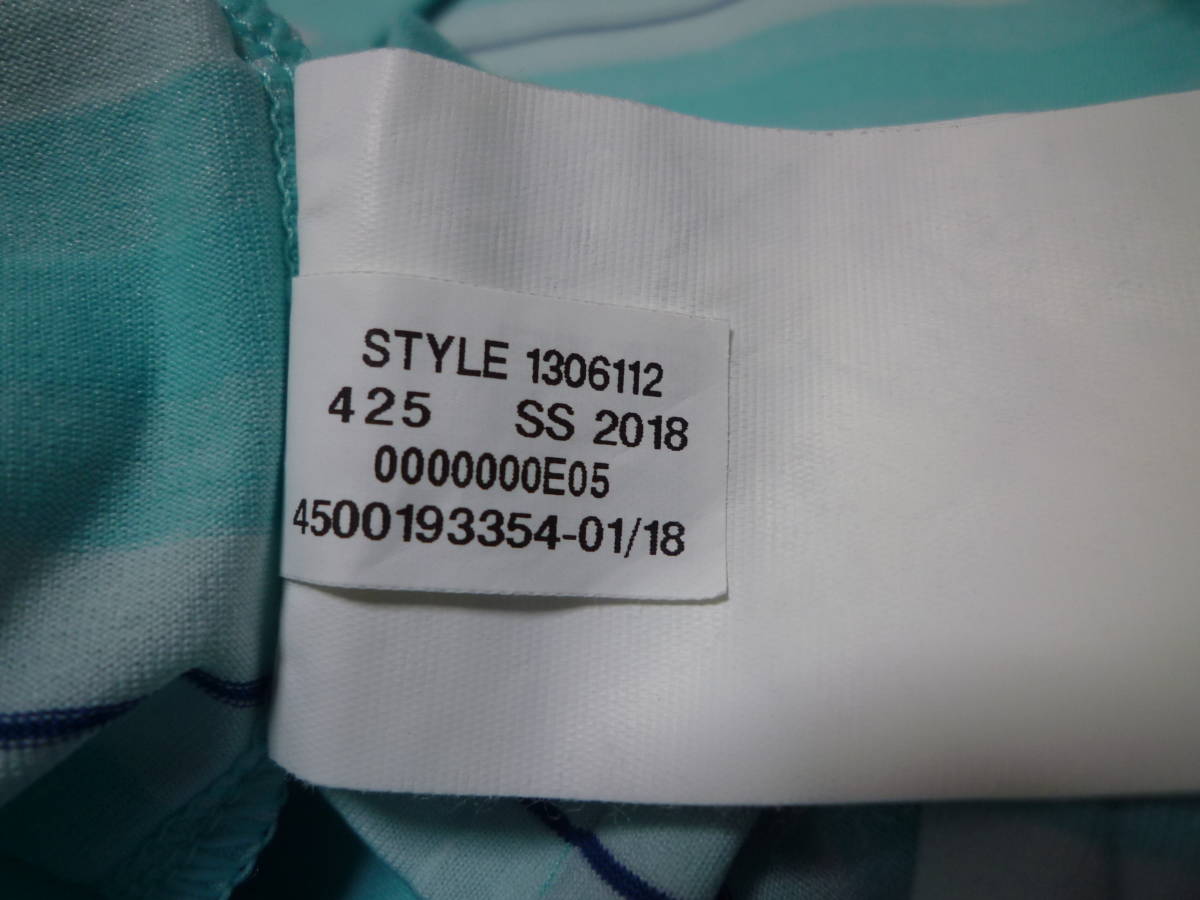 STYLE 1306112
425 SS 2018
0000000E05
4500193354-01/18